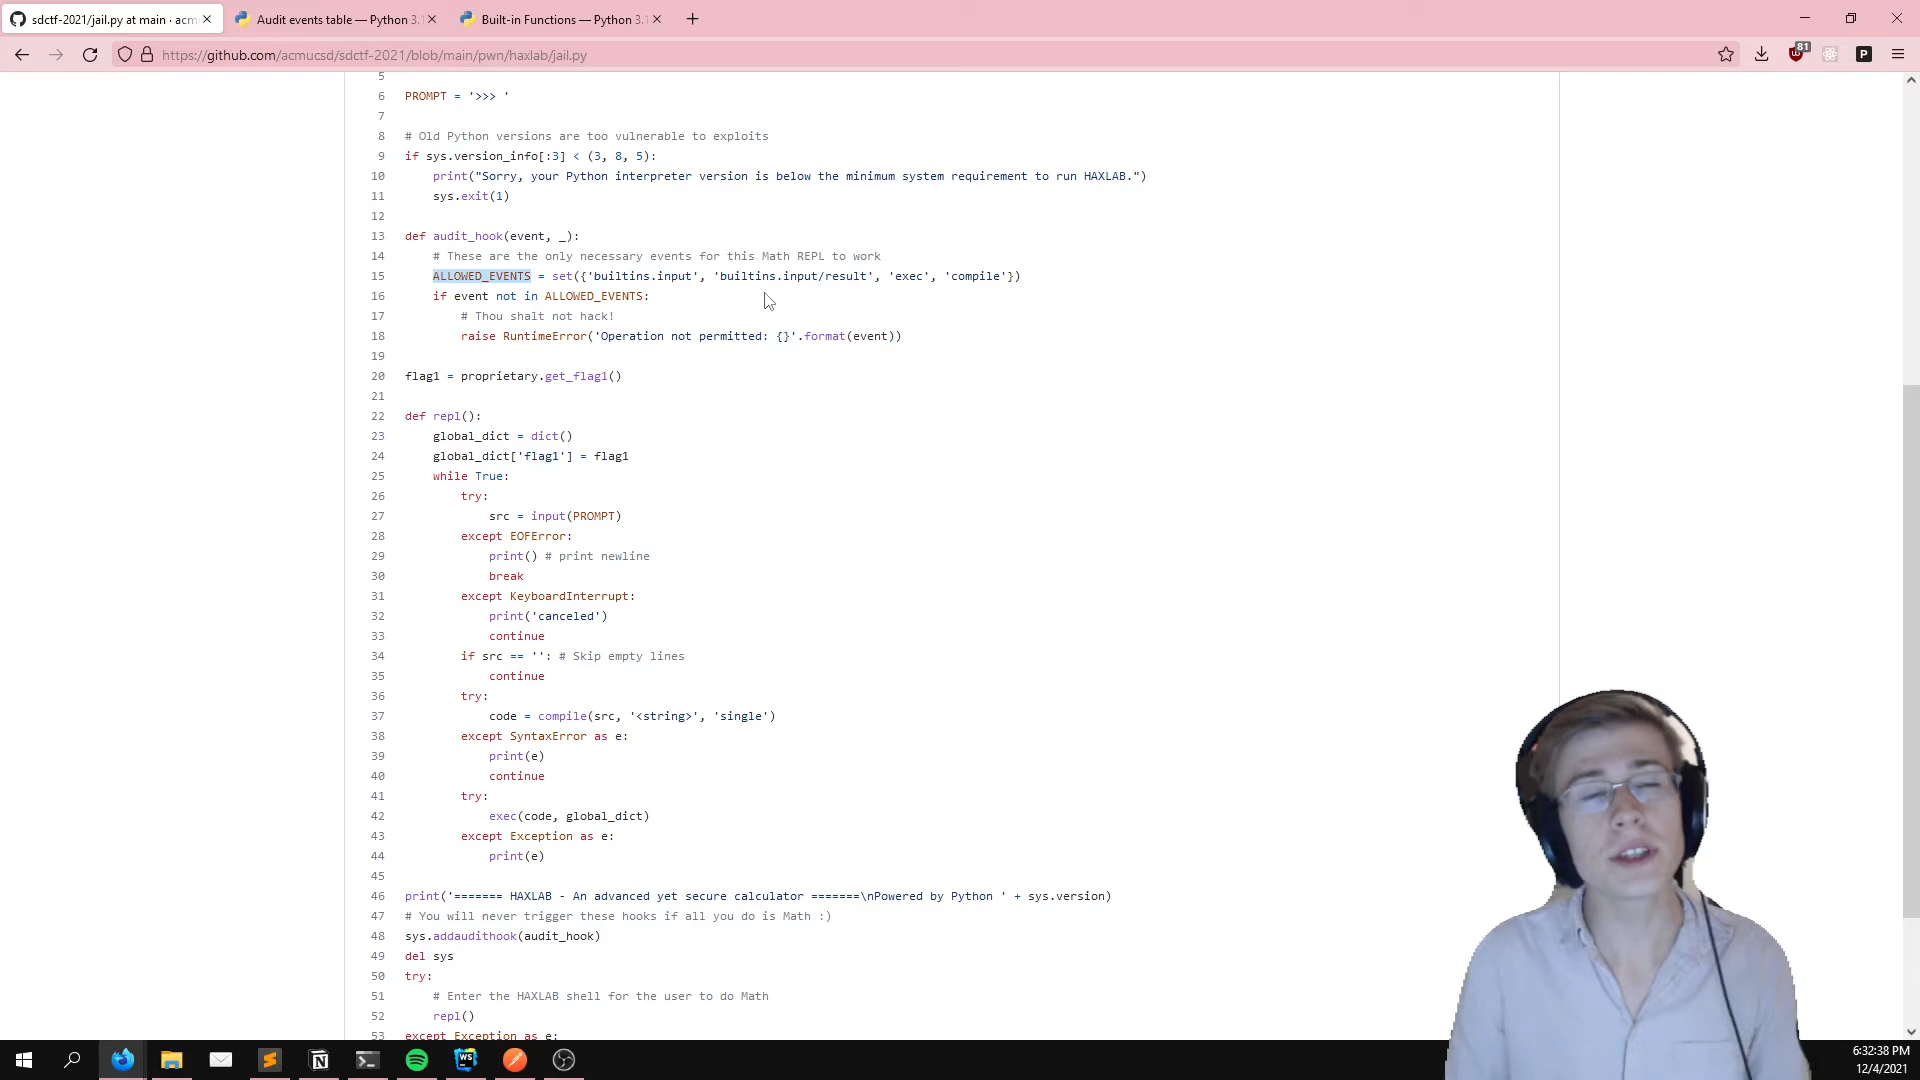 sdctf-2021/jail.py at main · acm
Audit events table — Python 3.1
Built-in Functions — Python 3.1
https://github.com/acmucsd/sdctf-2021/blob/main/pwn/haxlab/jail.py
81
P
5
6 PROMPT = '>>> '
7
8 # Old Python versions are too vulnerable to exploits
9 if sys.version_info[:3] < (3, 8, 5):
10 print("Sorry, your Python interpreter version is below the minimum system requirement to run HAXLAB.")
11 sys.exit(1)
12
13 def audit_hook(event, _):
14 # These are the only necessary events for this Math REPL to work
15 ALLOWED_EVENTS = set({'builtins.input', 'builtins.input/result', 'exec', 'compile'})
16 if event not in ALLOWED_EVENTS:
17 # Thou shalt not hack!
18 raise RuntimeError('Operation not permitted: {}'.format(event))
19
20 flag1 = proprietary.get_flag1()
21
22 def repl():
23 global_dict = dict()
24 global_dict['flag1'] = flag1
25 while True:
26 try:
27 src = input(PROMPT)
28 except EOFError:
29 print() # print newline
30 break
31 except KeyboardInterrupt:
32 print('canceled')
33 continue
34 if src == '': # Skip empty lines
35 continue
36 try:
37 code = compile(src, '<string>', 'single')
38 except SyntaxError as e:
39 print(e)
40 continue
41 try:
42 exec(code, global_dict)
43 except Exception as e:
44 print(e)
45
46 print('======= HAXLAB - An advanced yet secure calculator =======\nPowered by Python ' + sys.version)
47 # You will never trigger these hooks if all you do is Math :)
48 sys.addaudithook(audit_hook)
49 del sys
50 try:
51 # Enter the HAXLAB shell for the user to do Math
52 repl()
53 except Exception as e:
WS
6:32:38 PM
12/4/2021